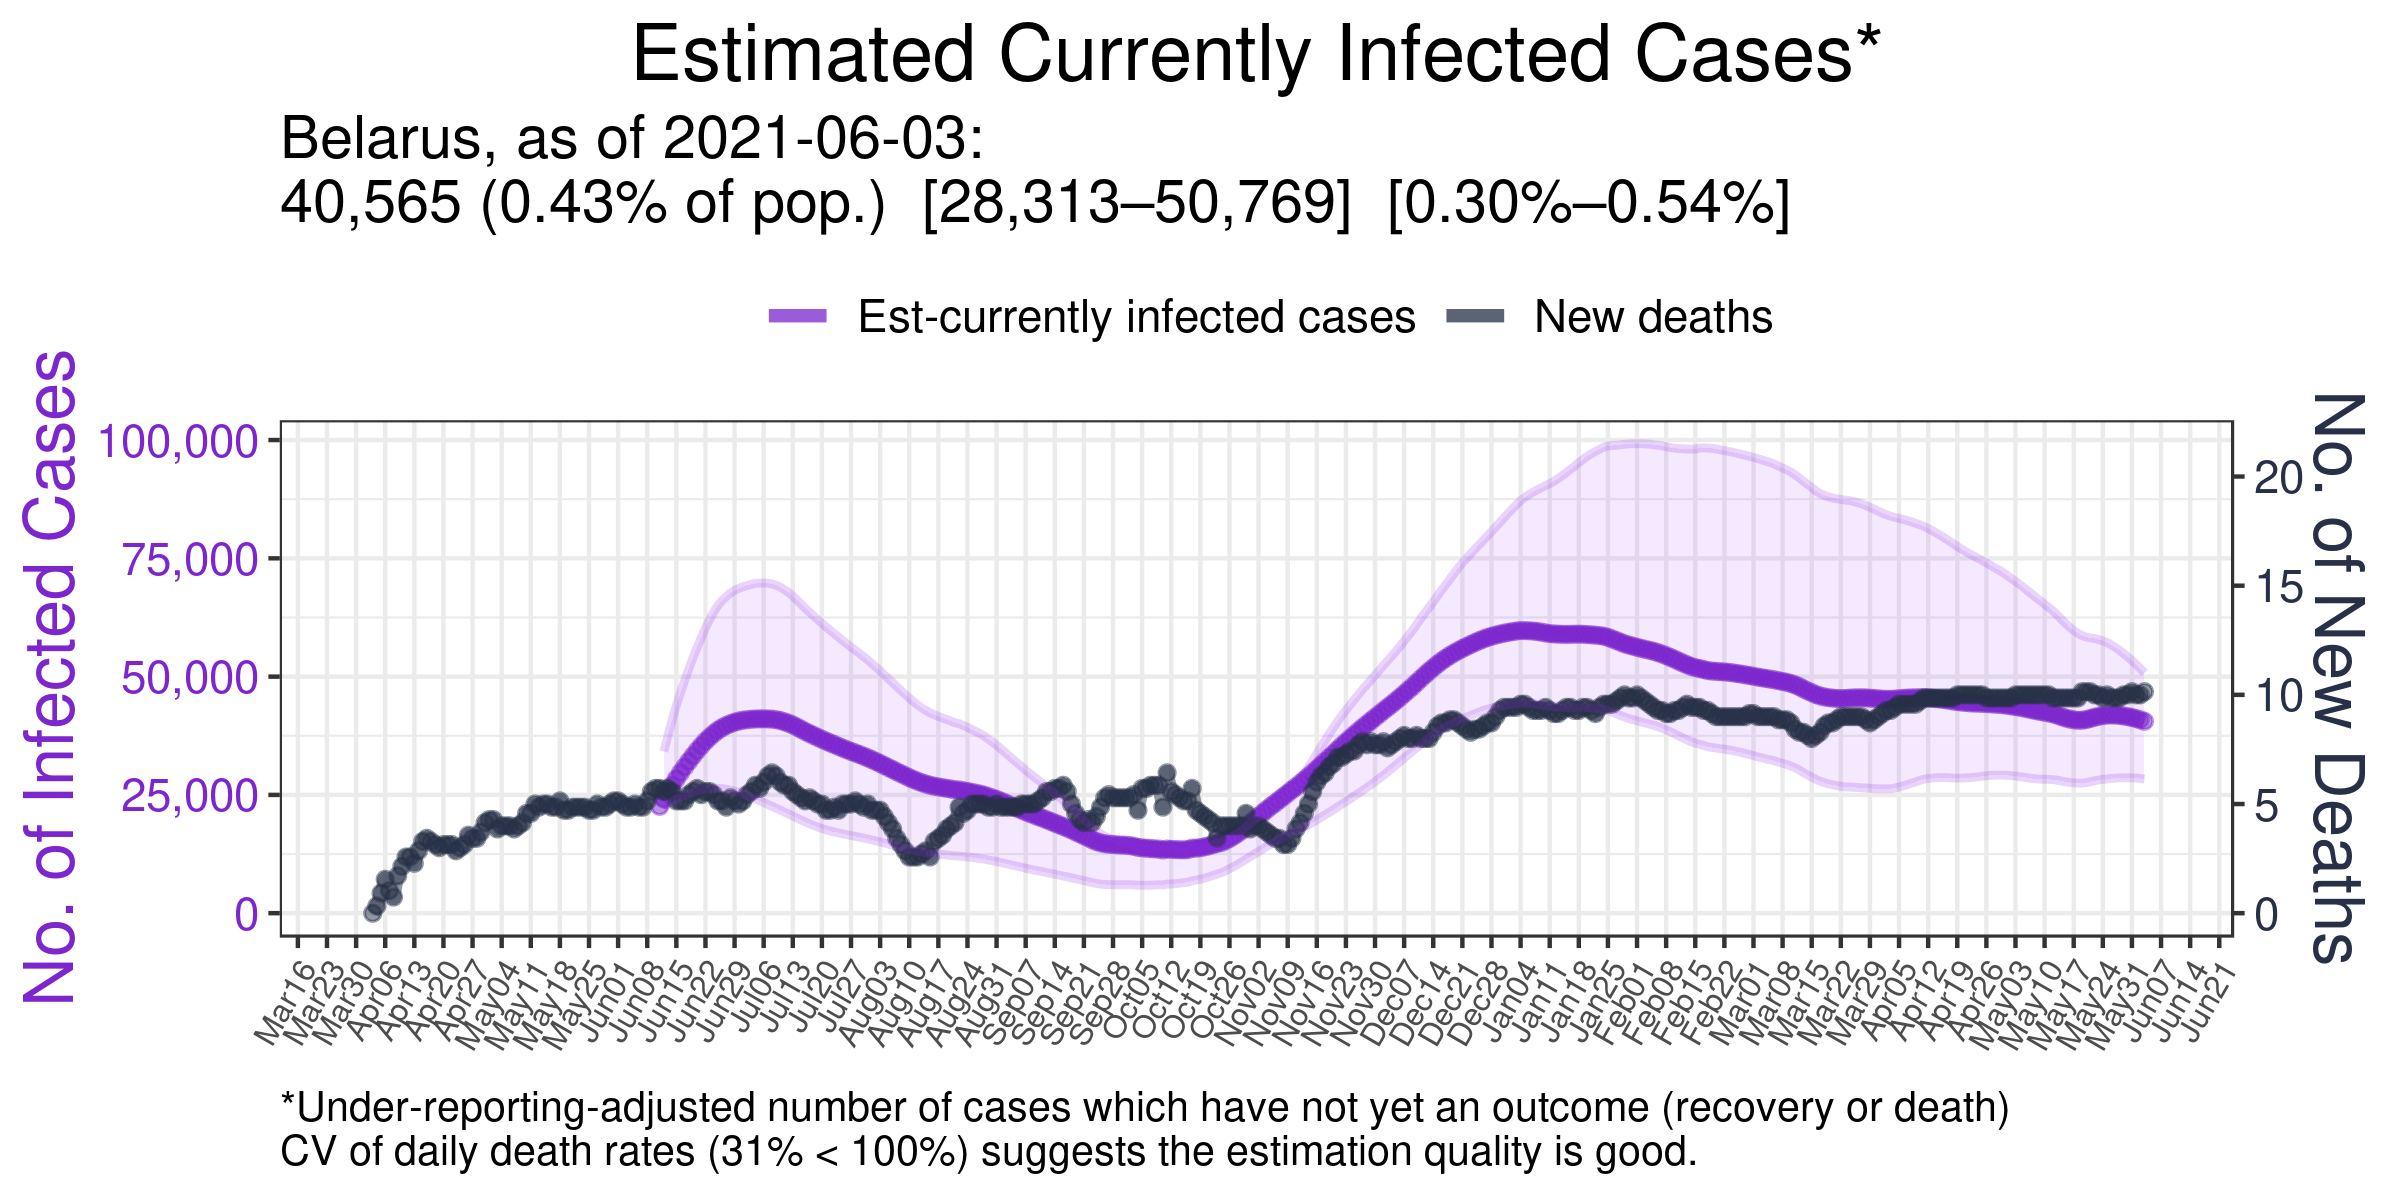 Estimated Currently Infected Cases*
Belarus, as of 2021-06-03:
40,565 (0.43% of pop.) [28,313–50,769] [0.30%–0.54%]
Est-currently infected cases
New deaths
No. of Infected Cases
100,000
75,000
50,000
25,000
0
20
15
10
5
0
No. of New Deaths
Mar16
Mar23
Mar30
Apr06
Apr13
Apr20
Apr27
May04
May11
May18
May25
Jun01
Jun08
Jun15
Jun22
Jun29
Jul06
Jul13
Jul20
Jul27
Aug03
Aug10
Aug17
Aug24
Aug31
Sep07
Sep14
Sep21
Sep28
Oct05
Oct12
Oct19
Oct26
Nov02
Nov09
Nov16
Nov23
Nov30
Dec07
Dec14
Dec21
Dec28
Jan04
Jan11
Jan18
Jan25
Feb01
Feb08
Feb15
Feb22
Mar01
Mar08
Mar15
Mar22
Mar29
Apr05
Apr12
Apr19
Apr26
May03
May10
May17
May24
May31
Jun07
Jun14
Jun21
*Under-reporting-adjusted number of cases which have not yet an outcome (recovery or death)
CV of daily death rates (31% < 100%) suggests the estimation quality is good.